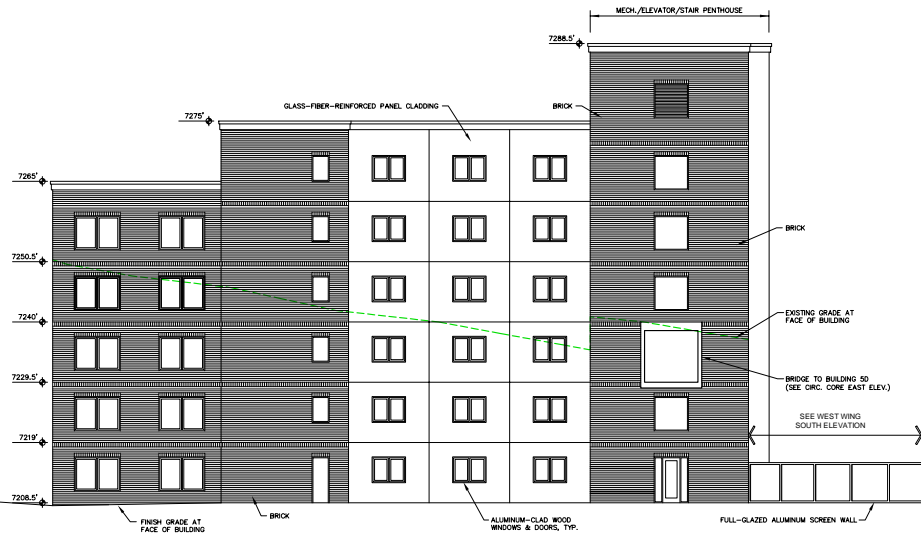 MECH./ELEVATOR/STAIR PENTHOUSE
7288.5'
GLASS-FIBER-REINFORCED PANEL CLADDING
BRICK
7275'
7265'
BRICK
7250.5'
EXISTING GRADE AT
FACE OF BUILDING
7240'
BRIDGE TO BUILDING 5D
(SEE CIRC. CORE EAST ELEV.)
7229.5'
SEE WEST WING
SOUTH ELEVATION
7219'
7208.5'
FINISH GRADE AT
FACE OF BUILDING
BRICK
ALUMINUM-CLAD WOOD
WINDOWS & DOORS, TYP.
FULL-GLAZED ALUMINUM SCREEN WALL